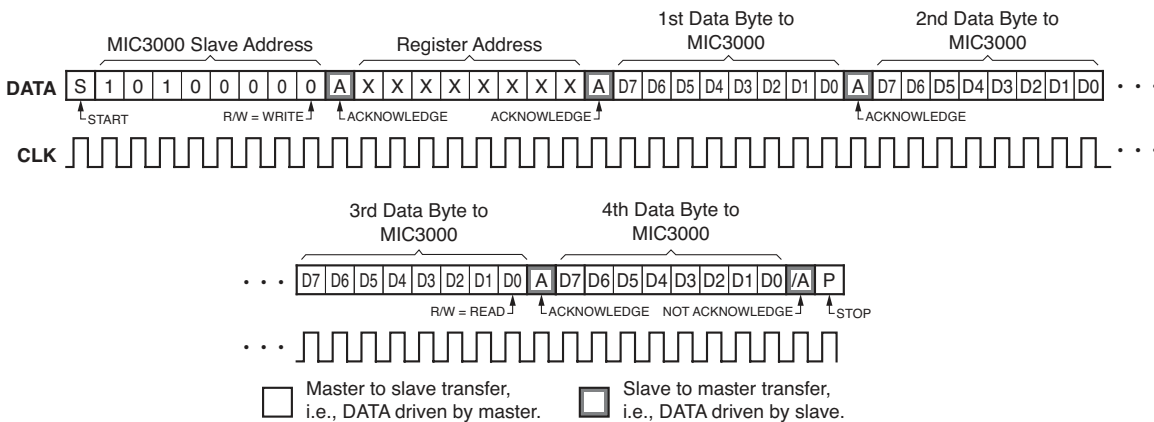 1st Data Byte to
MIC3000
2nd Data Byte to
MIC3000
MIC3000 Slave Address
Register Address
DATA S 1 0 1 0 0 0 0 0 A X X X X X X X X A D7 D6 D5 D4 D3 D2 D1 D0 A D7 D6 D5 D4 D3 D2 D1 D0 • • •
START R/W = WRITE ACKNOWLEDGE ACKNOWLEDGE ACKNOWLEDGE
CLK • • •
3rd Data Byte to
MIC3000
4th Data Byte to
MIC3000
• • • D7 D6 D5 D4 D3 D2 D1 D0 A D7 D6 D5 D4 D3 D2 D1 D0 /A P
R/W = READ ACKNOWLEDGE NOT ACKNOWLEDGE STOP
• • •
Master to slave transfer,
i.e., DATA driven by master.
Slave to master transfer,
i.e., DATA driven by slave.